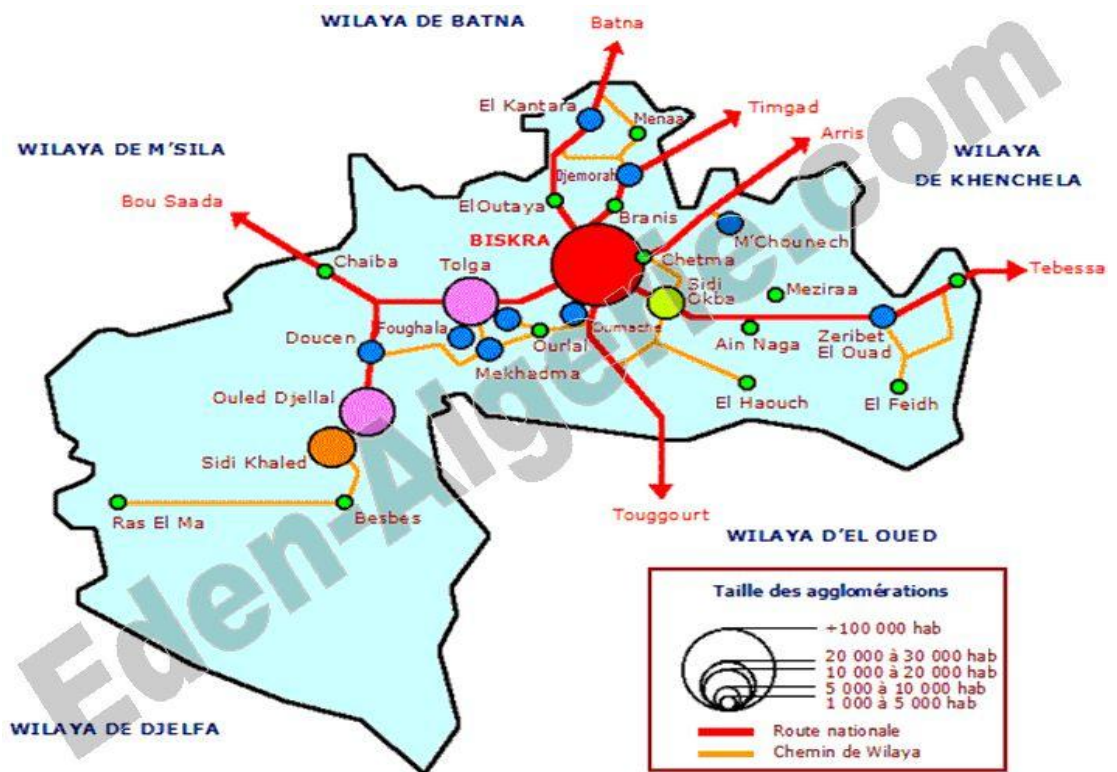 WILAYA DE BATNA
Batna
El Kantara
Menaa
Timgad
Arris
WILAYA DE M'SILA
WILAYA
DE KHENCHELA
Djemorah
Bou Saada
El Outaya
Branis
BISKRA
M'Chounech
Chaiba
Tolga
Chetma
Sidi
Okba
Meziraa
Tebessa
Doucen
Foughala
Ourlal
Oumache
Ain Naga
Zeribet
El Ouad
Mekhadma
Ouled Djellal
El Haouch
El Feidh
Sidi Khaled
Ras El Ma
Besbes
Touggourt
WILAYA D'EL OUED
WILAYA DE DJELFA
Taille des agglomérations
+100 000 hab
20 000 à 30 000 hab
10 000 à 20 000 hab
5 000 à 10 000 hab
1 000 à 5 000 hab
Route nationale
Chemin de Wilaya
Eden-Algerie.com